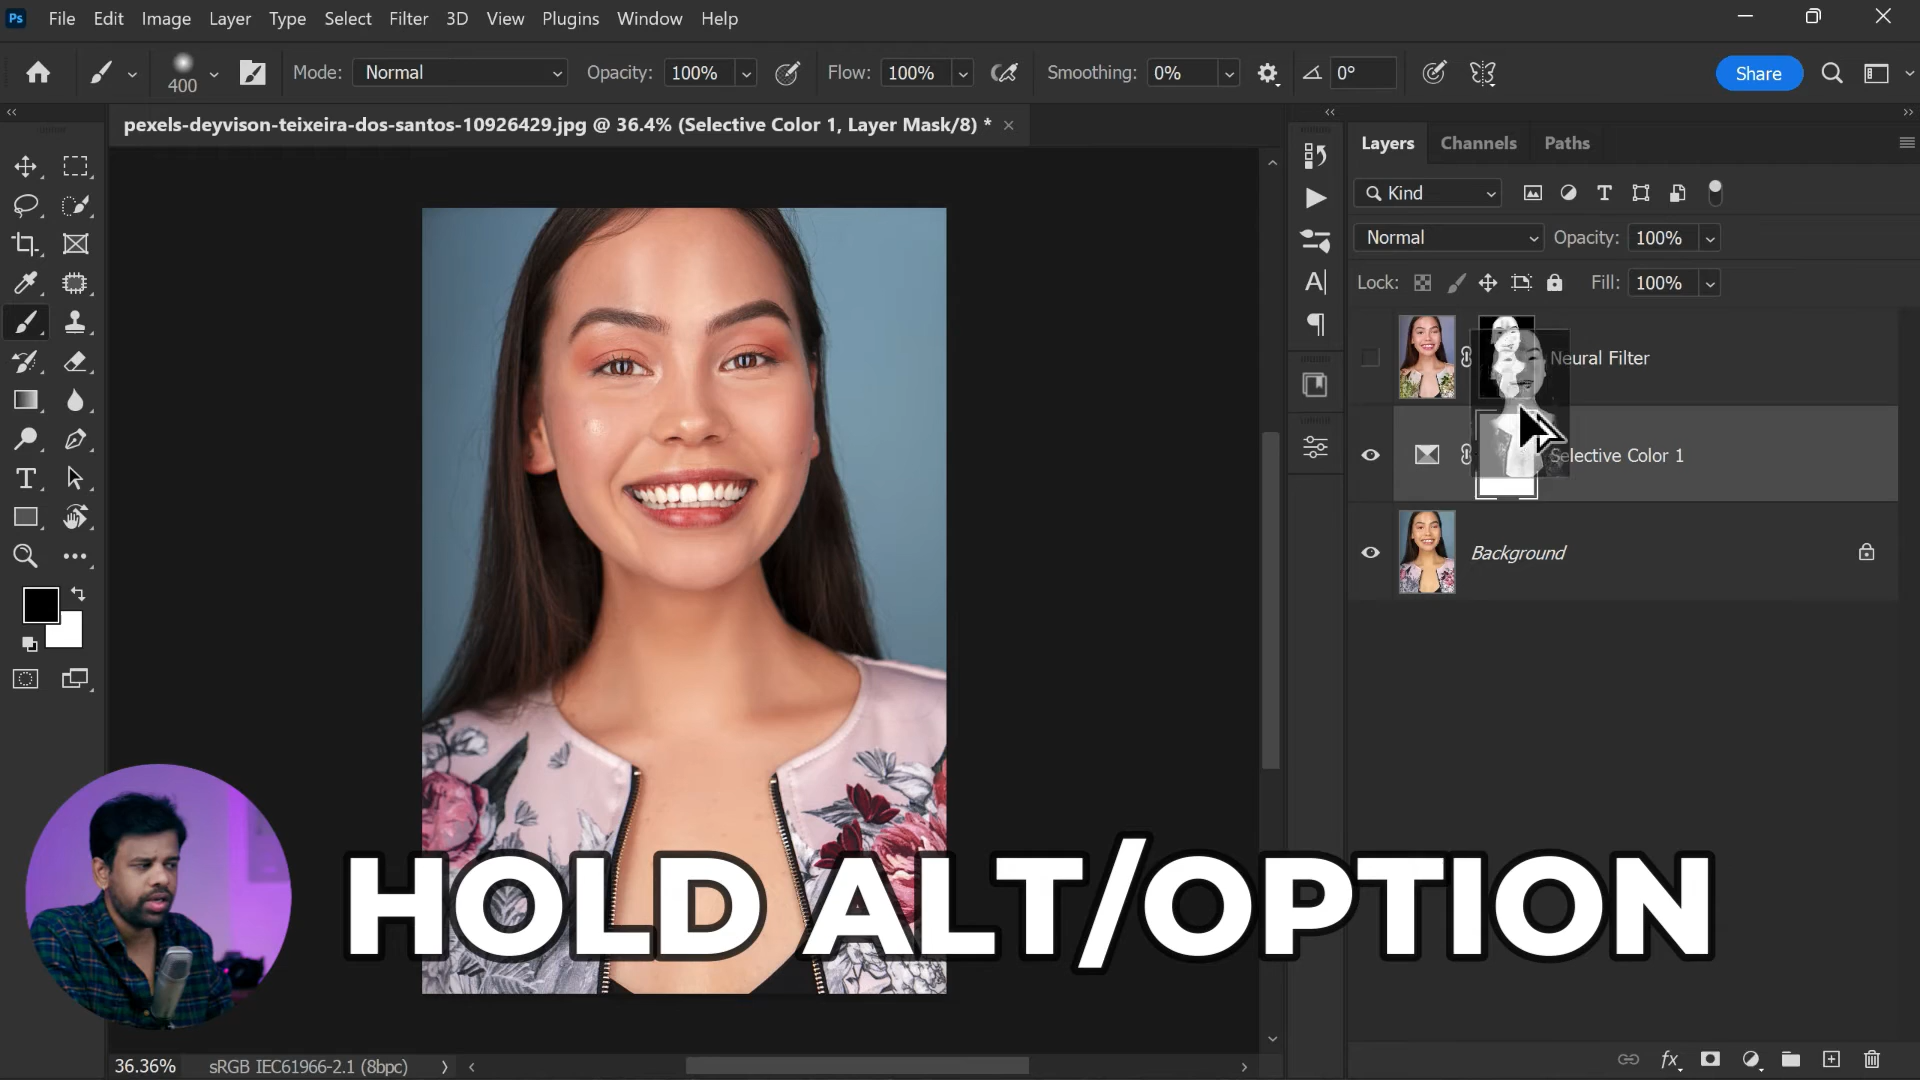 Ps File Edit Image Layer Type Select Filter 3D View Plugins Window Help
400 Mode: Normal Opacity: 100% Flow: 100% Smoothing: 0% 0° Share
pexels-deyvison-teixeira-dos-santos-10926429.jpg @ 36.4% (Selective Color 1, Layer Mask/8) *
Layers Channels Paths
Kind
Normal Opacity: 100%
Lock: Fill: 100%
Neural Filter
Selective Color 1
Background
HOLD ALT/OPTION
36.36% sRGB IEC61966-2.1 (8bpc)